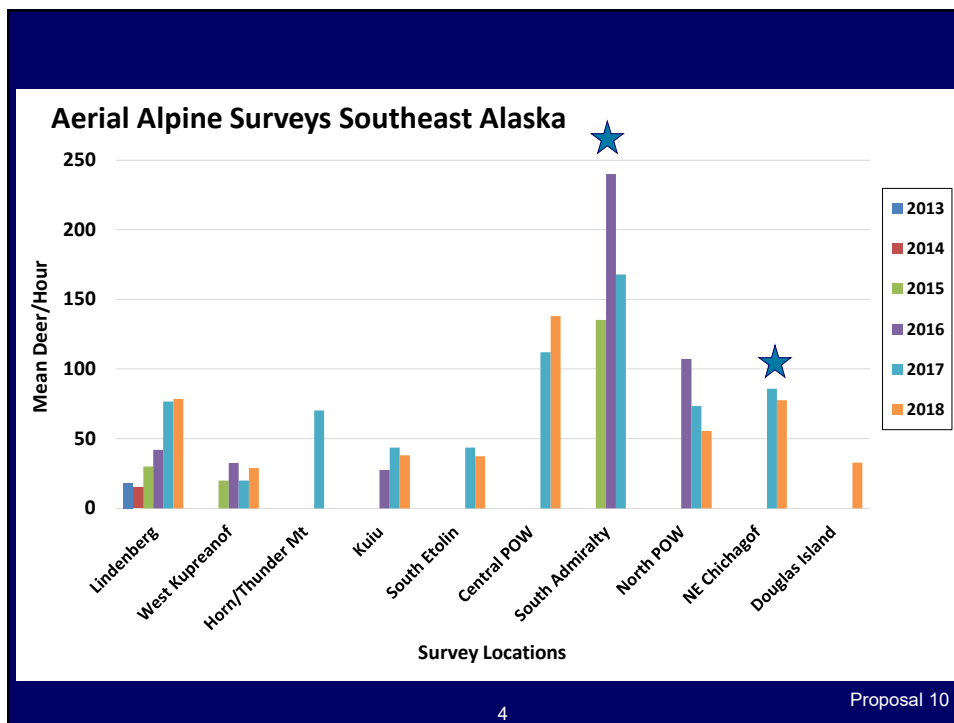 Aerial Alpine Surveys Southeast Alaska
250
200
150
100
50
0
Mean Deer/Hour
Lindenberg
West Kupreanof
Horn/Thunder Mt
Kuiu
South Etolin
Central POW
South Admiralty
North POW
NE Chichagof
Douglas Island
Survey Locations
2013
2014
2015
2016
2017
2018
4
Proposal 10